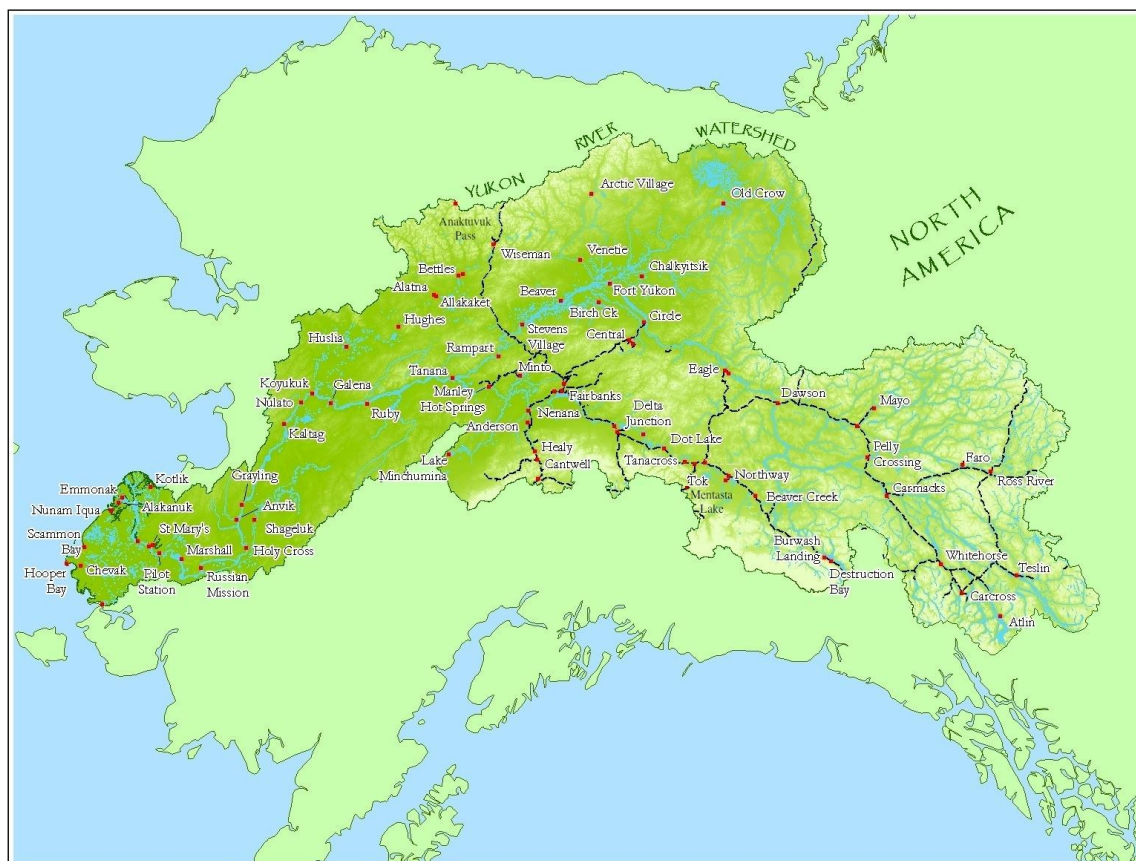 YUKON RIVER WATERSHED
NORTH
AMERICA
Arctic Village
Old Crow
Anaktuvuk
Pass
Wiseman
Venetie
Chalkyitsik
Bettles
Alatna
Allakaket
Beaver
Fort Yukon
Birch Ck
Hughes
Stevens
Village
Central
Circle
Huslia
Rampart
Minto
Tanana
Eagle
Koyukuk
Galena
Manley
Hot Springs
Fairbanks
Dawson
Mayo
Nulato
Ruby
Nenana
Delta
Junction
Anderson
Kaltag
Dot Lake
Pelly
Crossing
Healy
Lake
Minchumina
Cantwell
Tanacross
Faro
Grayling
Tok
Northway
Ross River
Kotlik
Emmonak
Mentasta
Lake
Beaver Creek
Carmacks
Nunam Iqua
Alakanuk
Anvik
St Mary's
Shageluk
Scammon
Bay
Marshall
Holy Cross
Burwash
Landing
Whitehorse
Teslin
Hooper
Bay
Chevak
Pilot
Station
Russian
Mission
Destruction
Bay
Carcross
Atlin